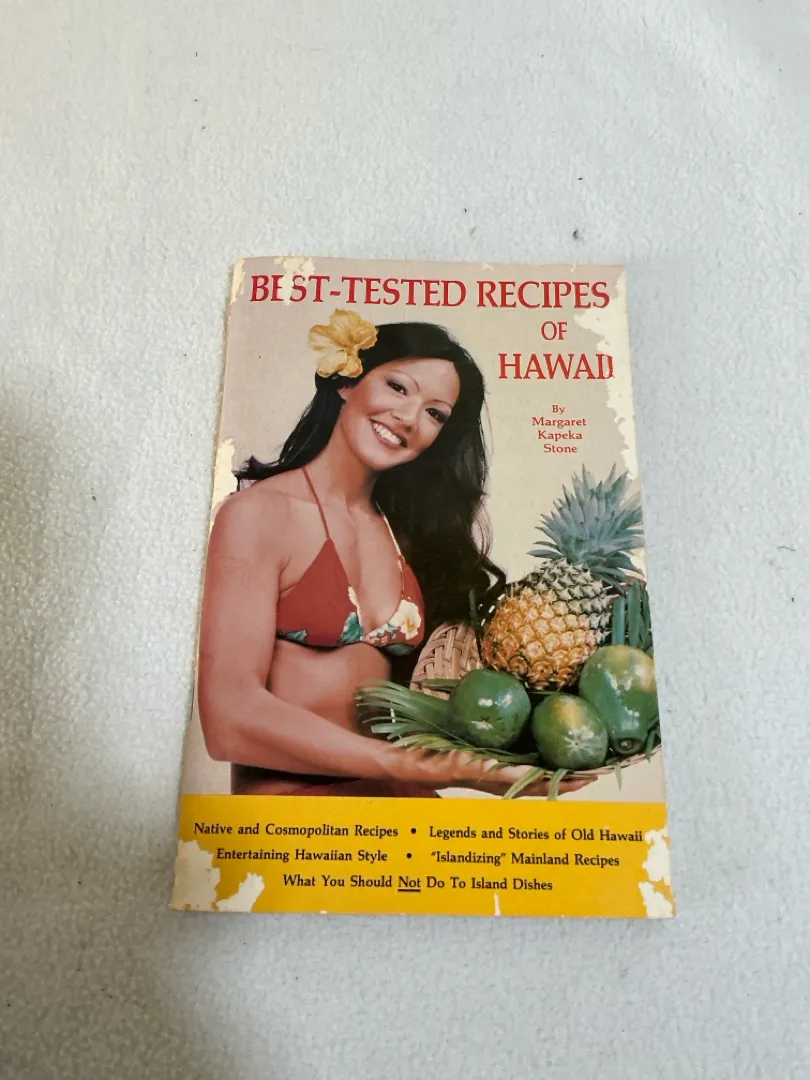 BEST-TESTED RECIPES
OF
HAWAII
By
Margaret
Kapeka
Stone
Native and Cosmopolitan Recipes • Legends and Stories of Old Hawaii
Entertaining Hawaiian Style • "Islandizing" Mainland Recipes
What You Should Not Do To Island Dishes